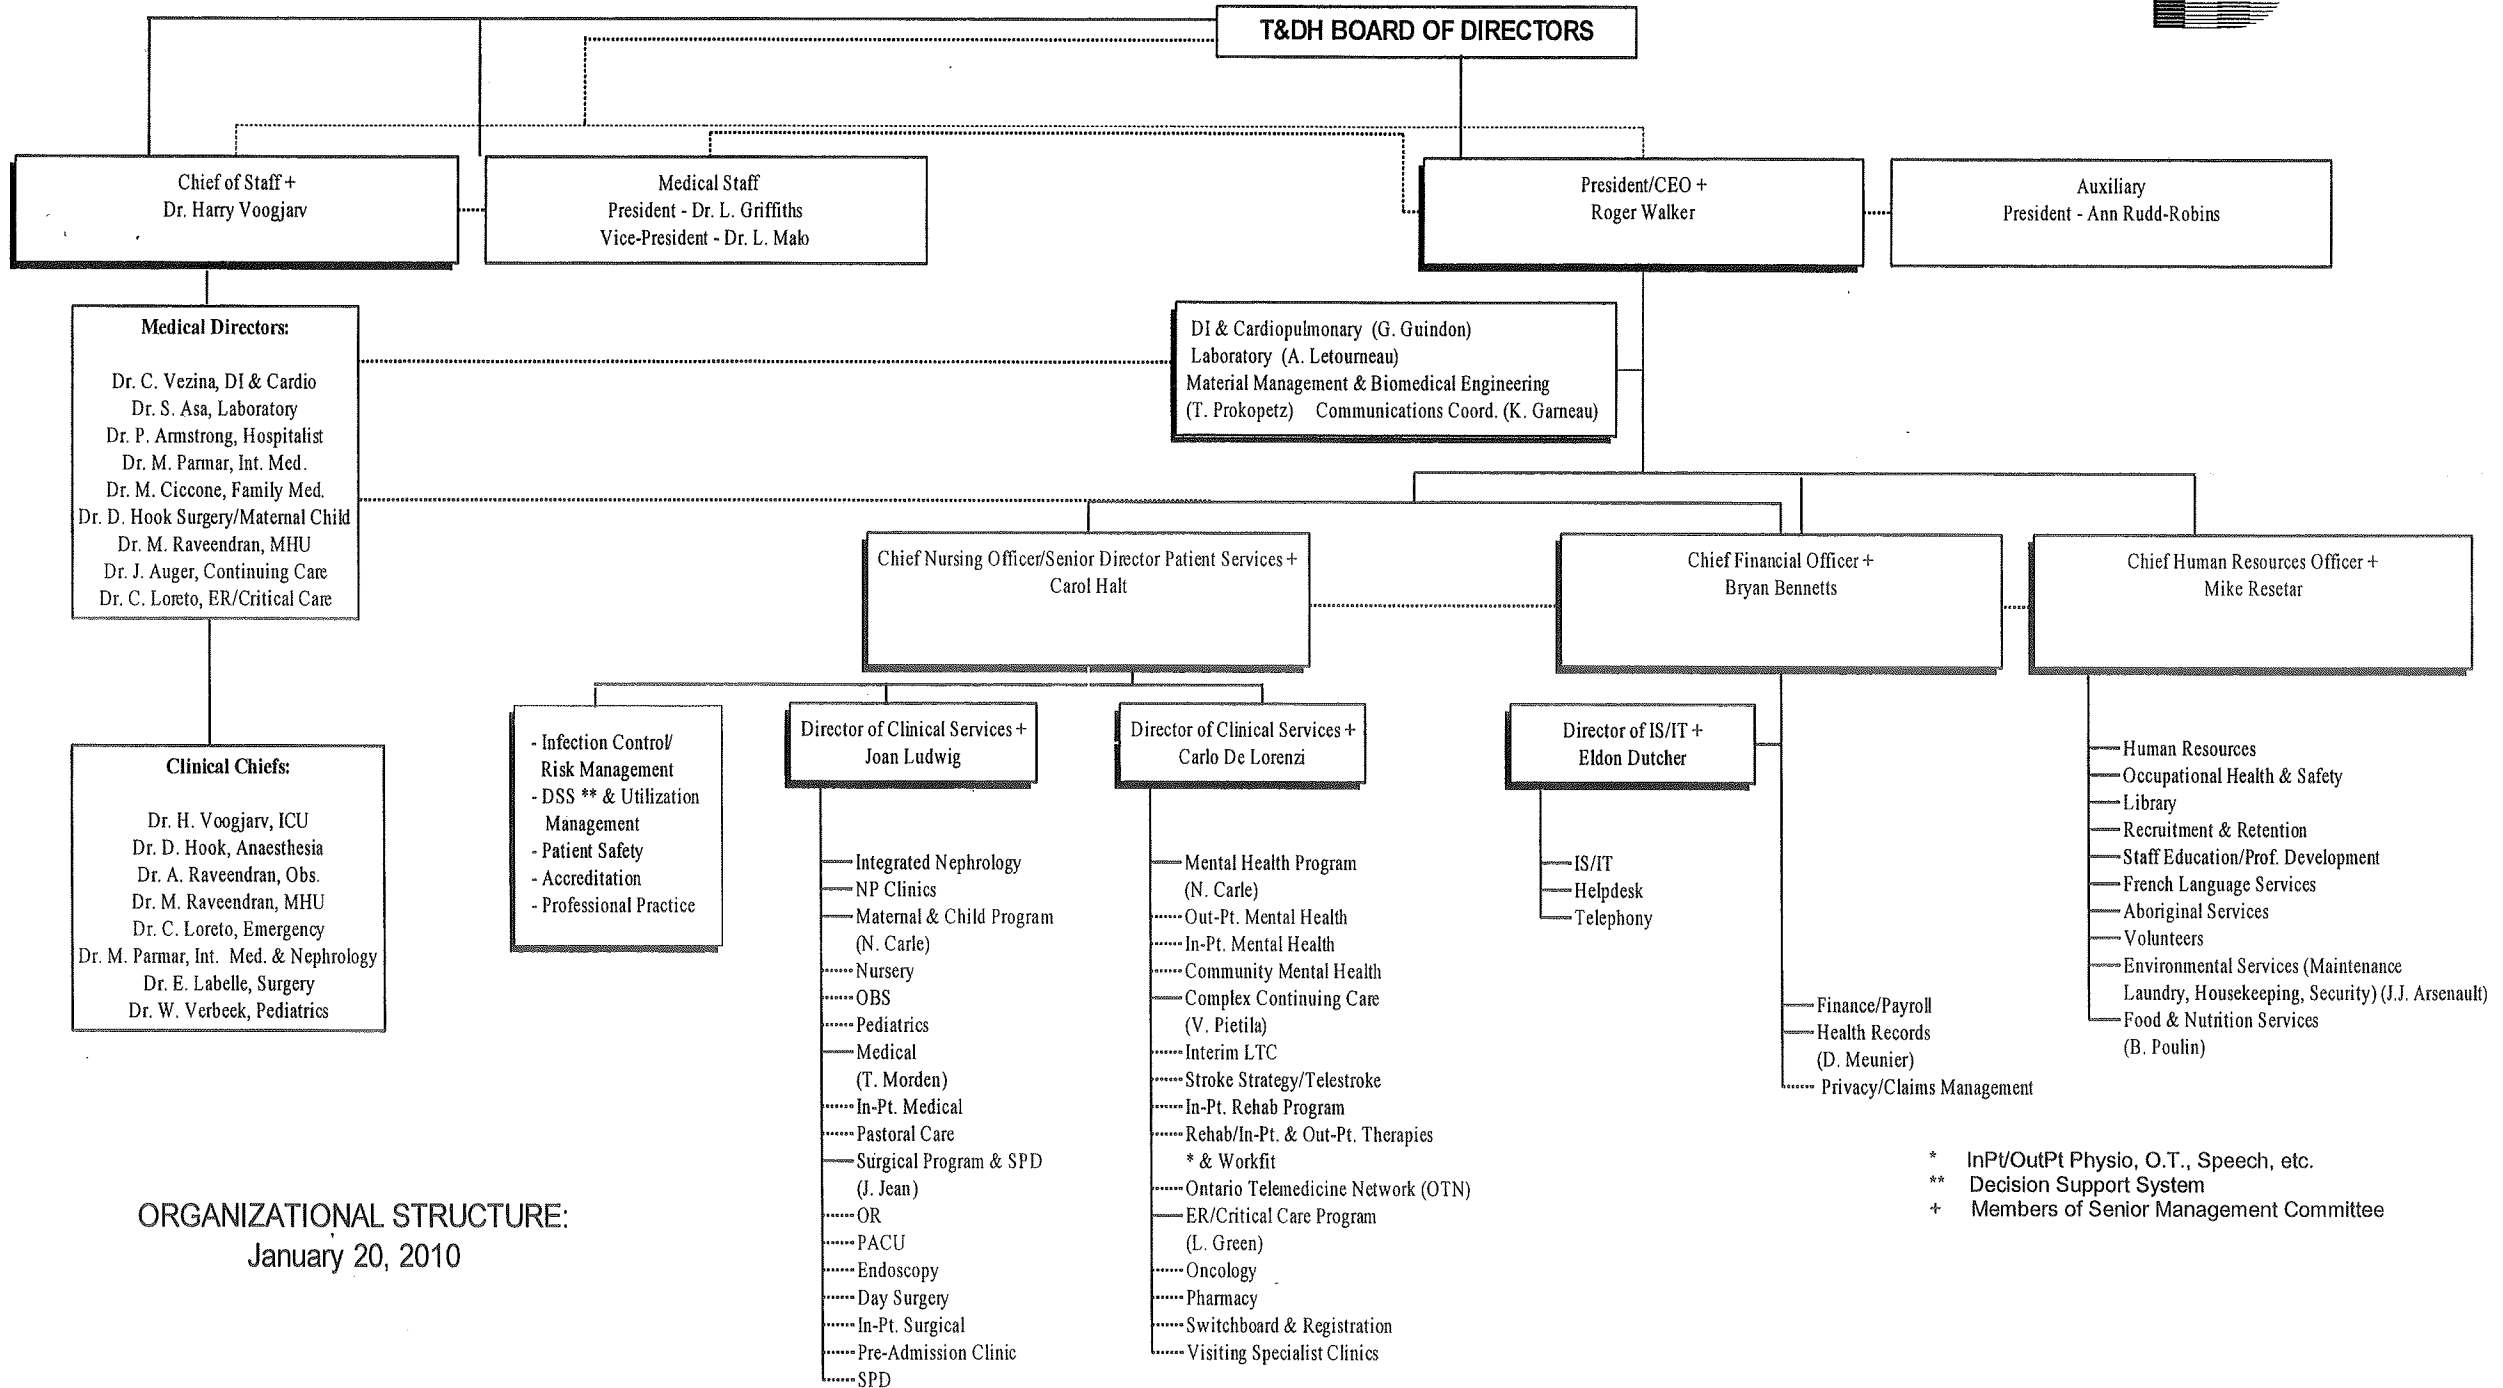 T&DH BOARD OF DIRECTORS
Chief of Staff +
Dr. Harry Voogjarv
Medical Staff
President - Dr. L. Griffiths
Vice-President - Dr. L. Malo
President/CEO +
Roger Walker
Auxiliary
President - Ann Rudd-Robins
Medical Directors:
Dr. C. Vezina, DI & Cardio
Dr. S. Asa, Laboratory
Dr. P. Armstrong, Hospitalist
Dr. M. Parmar, Int. Med.
Dr. M. Ciccone, Family Med.
Dr. D. Hook Surgery/Maternal Child
Dr. M. Raveendran, MHU
Dr. J. Auger, Continuing Care
Dr. C. Loreto, ER/Critical Care
DI & Cardiopulmonary (G. Guindon)
Laboratory (A. Letourneau)
Material Management & Biomedical Engineering
(T. Prokopetz) Communications Coord. (K. Garneau)
Chief Nursing Officer/Senior Director Patient Services +
Carol Halt
Chief Financial Officer +
Bryan Bennetts
Chief Human Resources Officer +
Mike Resetar
Clinical Chiefs:
Dr. H. Voogjarv, ICU
Dr. D. Hook, Anaesthesia
Dr. A. Raveendran, Obs.
Dr. M. Raveendran, MHU
Dr. C. Loreto, Emergency
Dr. M. Parmar, Int. Med. & Nephrology
Dr. E. Labelle, Surgery
Dr. W. Verbeek, Pediatrics
- Infection Control/
Risk Management
- DSS ** & Utilization
Management
- Patient Safety
- Accreditation
- Professional Practice
Director of Clinical Services +
Joan Ludwig
Integrated Nephrology
NP Clinics
Maternal & Child Program
(N. Carle)
Nursery
OBS
Pediatrics
Medical
(T. Morden)
In-Pt. Medical
Pastoral Care
Surgical Program & SPD
(J. Jean)
OR
PACU
Endoscopy
Day Surgery
In-Pt. Surgical
Pre-Admission Clinic
SPD
Director of Clinical Services +
Carlo De Lorenzi
Mental Health Program
(N. Carle)
Out-Pt. Mental Health
In-Pt. Mental Health
Community Mental Health
Complex Continuing Care
(V. Pietila)
Interim LTC
Stroke Strategy/Telestroke
In-Pt. Rehab Program
Rehab/In-Pt. & Out-Pt. Therapies
* & Workfit
Ontario Telemedicine Network (OTN)
ER/Critical Care Program
(L. Green)
Oncology
Pharmacy
Switchboard & Registration
Visiting Specialist Clinics
Director of IS/IT +
Eldon Dutcher
IS/IT
Helpdesk
Telephony
Finance/Payroll
Health Records
(D. Meunier)
Privacy/Claims Management
Human Resources
Occupational Health & Safety
Library
Recruitment & Retention
Staff Education/Prof. Development
French Language Services
Aboriginal Services
Volunteers
Environmental Services (Maintenance
Laundry, Housekeeping, Security) (J.J. Arsenault)
Food & Nutrition Services
(B. Poulin)
* InPt/OutPt Physio, O.T., Speech, etc.
** Decision Support System
+ Members of Senior Management Committee
ORGANIZATIONAL STRUCTURE:
January 20, 2010